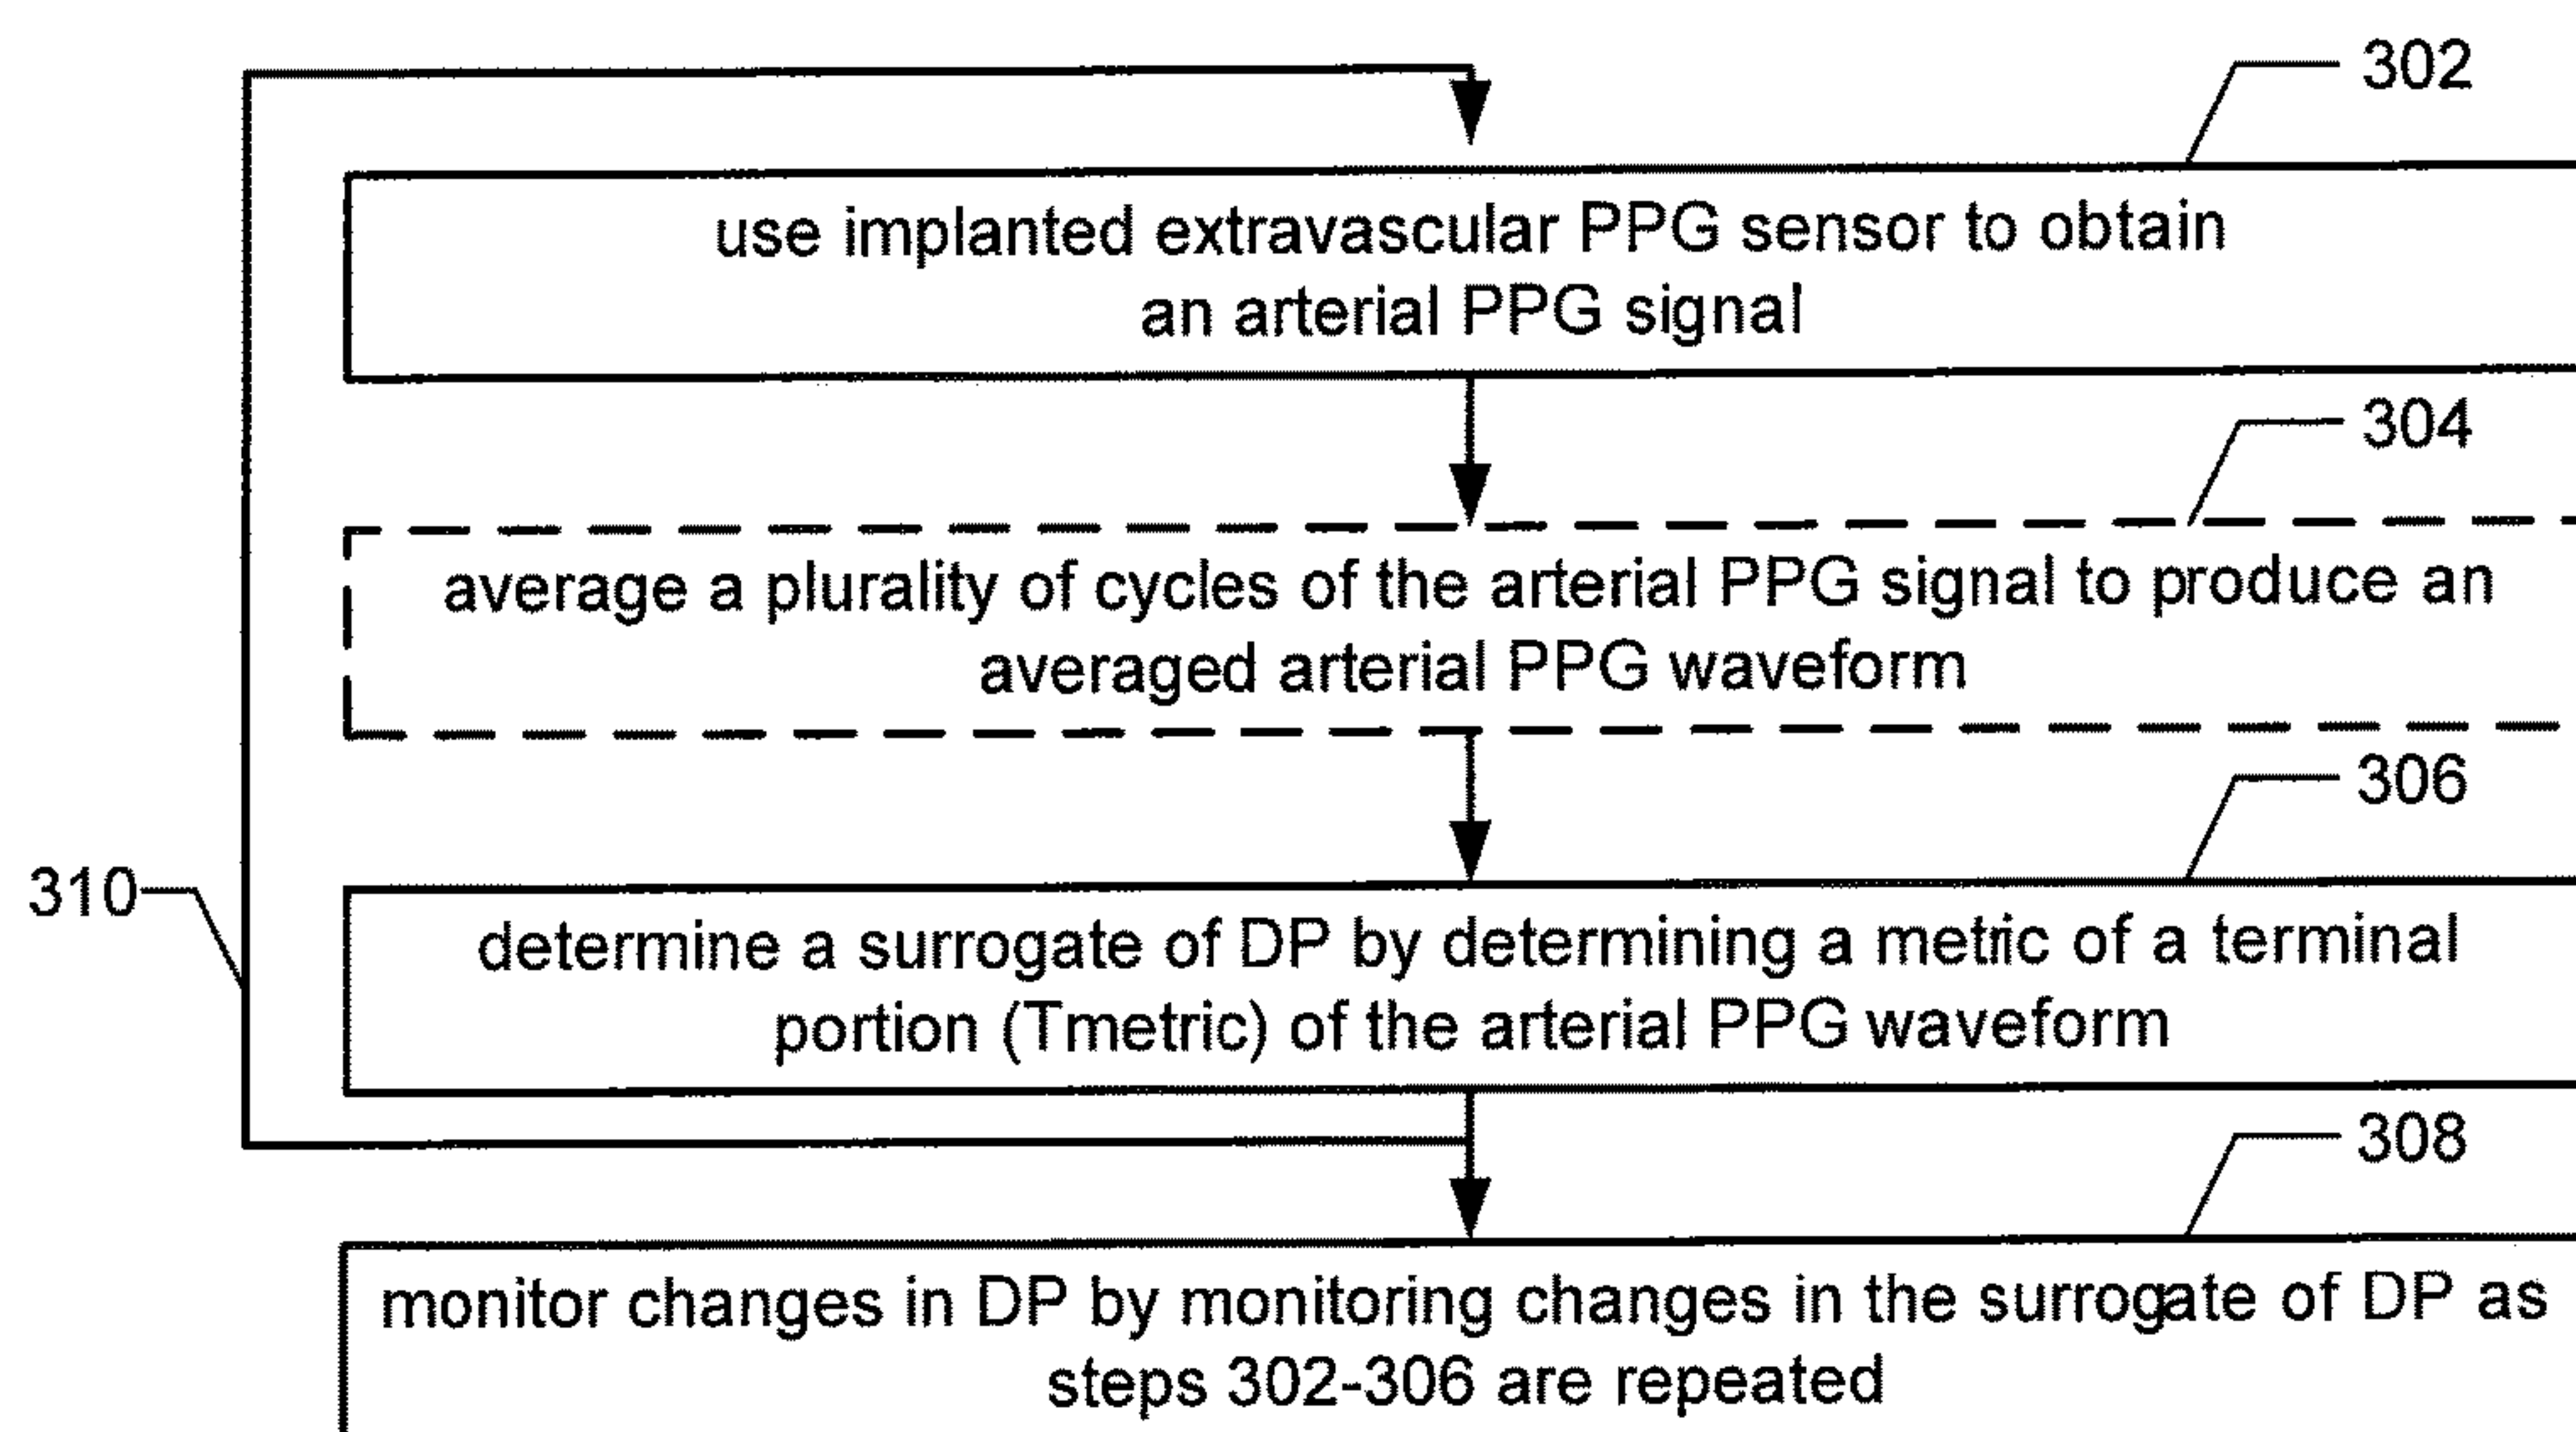 302
use implanted extravascular PPG sensor to obtain
an arterial PPG signal
304
average a plurality of cycles of the arterial PPG signal to produce an
averaged arterial PPG waveform
306
310
determine a surrogate of DP by determining a metric of a terminal
portion (Tmetric) of the arterial PPG waveform
308
monitor changes in DP by monitoring changes in the surrogate of DP as
steps 302-306 are repeated